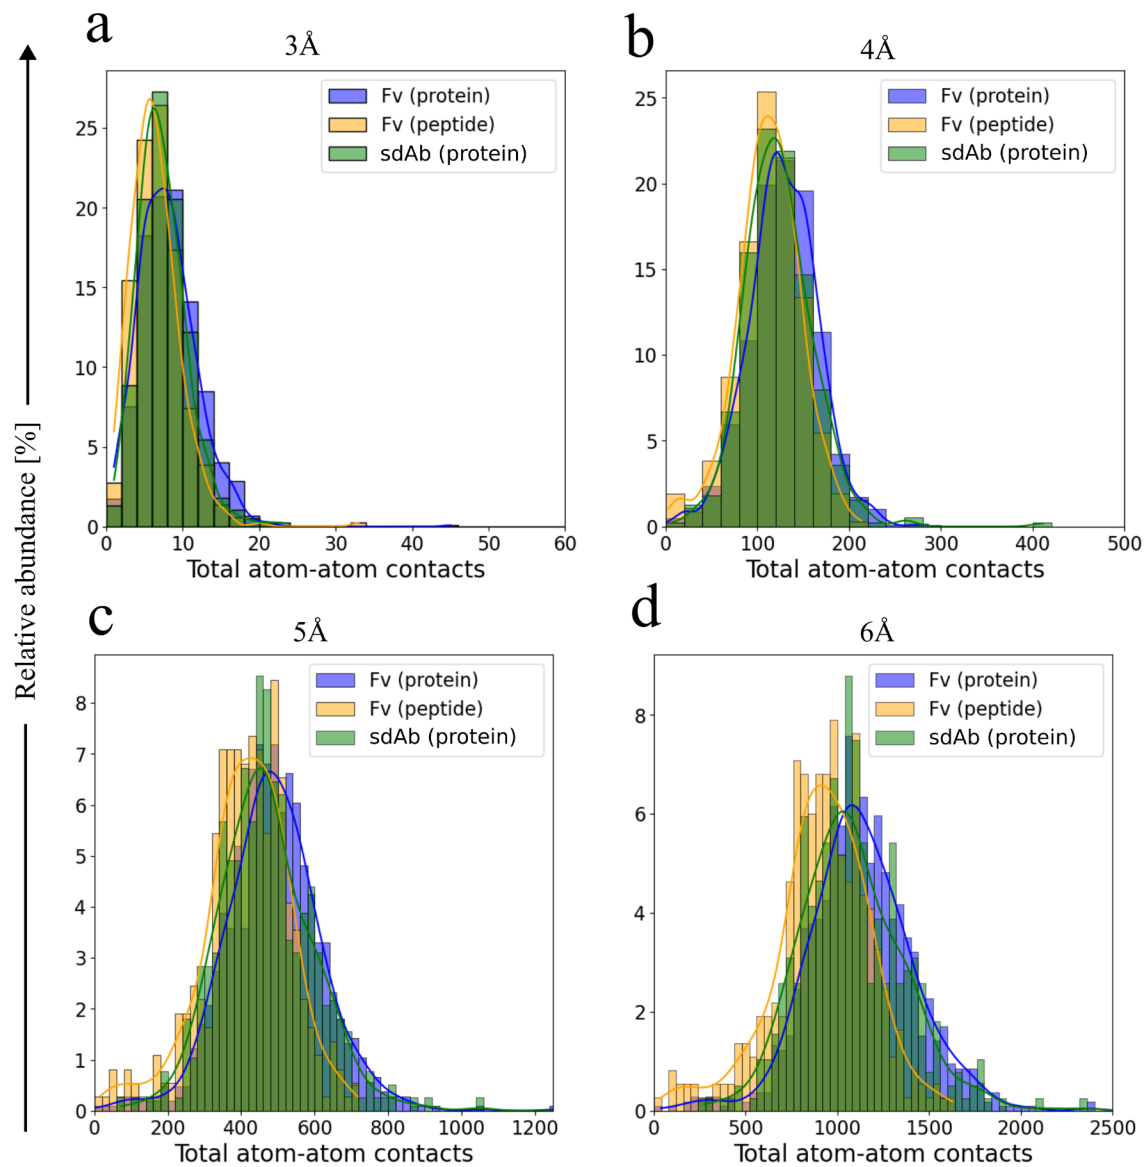 a
3Å
Fv (protein)
Fv (peptide)
sdAb (protein)
25
20
15
10
5
0
0 10 20 30 40 50 60
Total atom-atom contacts
b
4Å
Fv (protein)
Fv (peptide)
sdAb (protein)
25
20
15
10
5
0
0 100 200 300 400 500
Total atom-atom contacts
Relative abundance [%]
c
5Å
Fv (protein)
Fv (peptide)
sdAb (protein)
8
7
6
5
4
3
2
1
0
0 200 400 600 800 1000 1200
Total atom-atom contacts
d
6Å
Fv (protein)
Fv (peptide)
sdAb (protein)
8
6
4
2
0
0 500 1000 1500 2000 2500
Total atom-atom contacts